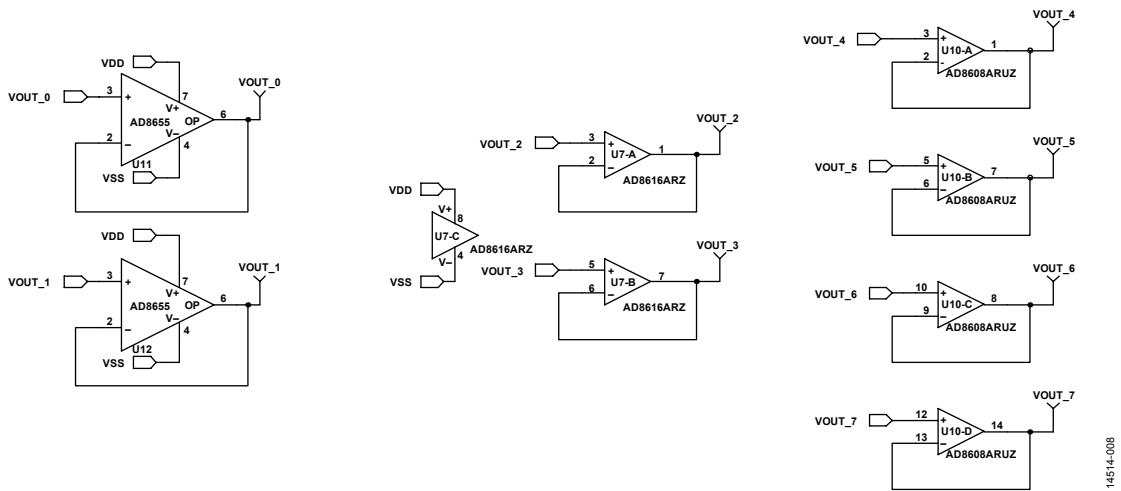 VDD
VOUT_0
3
+
7
V+
AD8655
OP
6
VOUT_0
2
−
V−
4
U11
VSS
VDD
VOUT_1
3
+
7
V+
AD8655
OP
6
VOUT_1
2
−
V−
4
U12
VSS
VDD
V+
8
U7-C
AD8616ARZ
V−
4
VSS
VOUT_2
3
+
U7-A
1
VOUT_2
2
−
AD8616ARZ
VOUT_3
5
+
U7-B
7
VOUT_3
6
−
AD8616ARZ
VOUT_4
3
+
U10-A
1
VOUT_4
2
-
AD8608ARUZ
VOUT_5
5
+
U10-B
7
VOUT_5
6
−
AD8608ARUZ
VOUT_6
10
+
U10-C
8
VOUT_6
9
−
AD8608ARUZ
VOUT_7
12
+
U10-D
14
VOUT_7
13
−
AD8608ARUZ
14514-008